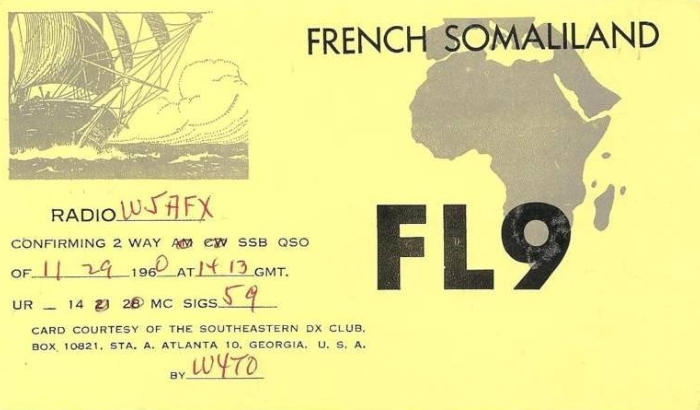 FRENCH SOMALILAND
FL9
RADIO W5AFX
CONFIRMING 2 WAY AM CW SSB QSO
OF 11 29 1960 AT 1413 GMT.
UR – 14 21 28 MC SIGS 59
CARD COURTESY OF THE SOUTHEASTERN DX CLUB,
BOX 10821, STA. A, ATLANTA 10, GEORGIA, U. S. A.
BY W4TO